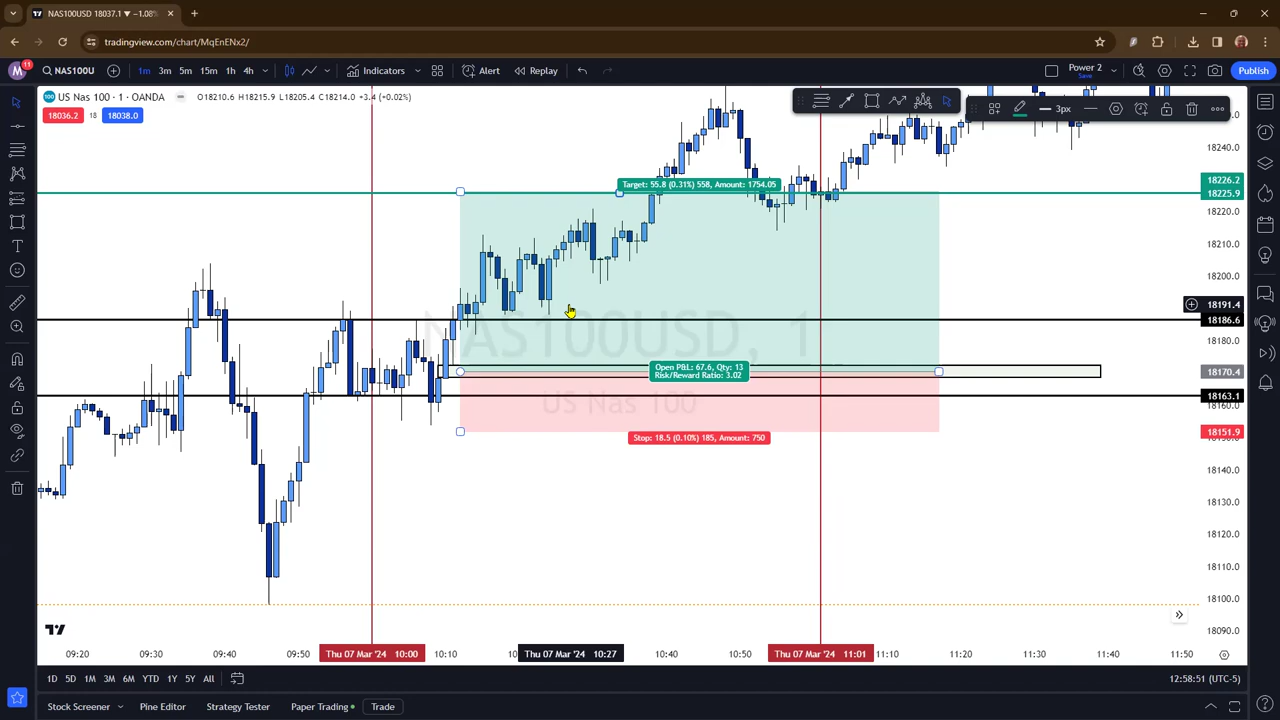 NAS100USD 18037.1 ▼ −1.08%
tradingview.com/chart/MqEnENx2/
M 11 NAS100U 1m 3m 5m 15m 1h 4h Indicators Alert Replay Power 2 Save Publish
US Nas 100 · 1 · OANDA O18210.6 H18215.9 L18205.4 C18214.0 +3.4 (+0.02%)
18036.2 18 18038.0
3px
18240.0
Target: 55.8 (0.31%) 558, Amount: 1754.05
18226.2
18225.9
18220.0
18210.0
18200.0
18191.4
18186.6
NAS100USD, 1
18180.0
Open P&L: 67.6, Qty: 13
Risk/Reward Ratio: 3.02
18170.4
18163.1
US Nas 100
18160.0
18151.9
Stop: 18.5 (0.10%) 185, Amount: 750
18140.0
18130.0
18120.0
18110.0
18100.0
18090.0
09:20 09:30 09:40 09:50 Thu 07 Mar '24 10:00 10:10 Thu 07 Mar '24 10:27 10:40 10:50 Thu 07 Mar '24 11:01 11:10 11:20 11:30 11:40 11:50
1D 5D 1M 3M 6M YTD 1Y 5Y All 12:58:51 (UTC-5)
Stock Screener Pine Editor Strategy Tester Paper Trading Trade